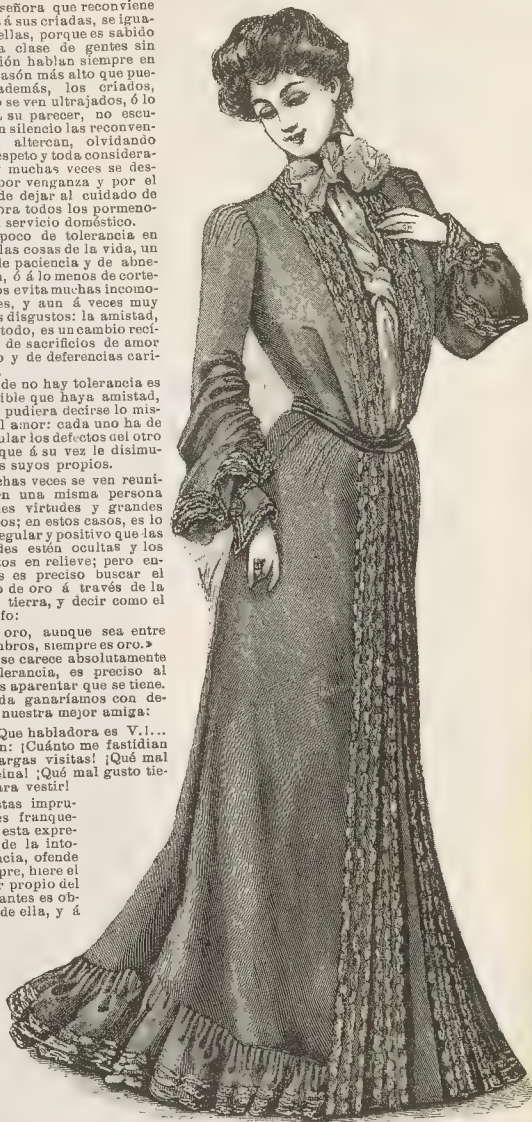 señora que reconviene
á sus criadas, se igua-
ellas, porque es sabido
a clase de gentes sin
ión hablan siempre en
asón más alto que pue-
además, los criados,
o se ven ultrajados, ó lo
su parecer, no escu-
n silencio las reconven-
altercan, olvidando
espeto y toda considera-
muchas veces se des-
por venganza y por el
de dejar al cuidado de
ora todos los pormeno-
servicio doméstico.
poco de tolerancia en
las cosas de la vida, un
de paciencia y de abne-
, ó á lo menos de corte-
os evita muchas incomo-
es, y aun á veces muy
s disgustos: la amistad,
todo, es un cambio recí-
de sacrificios de amor
o y de deferencias cari-
de no hay tolerancia es
ible que haya amistad,
pudiera decirse lo mis-
l amor: cada uno ha de
ular los defectos del otro
que á su vez le disimu-
s suyos propios.
chas veces se ven reuni-
n una misma persona
es virtudes y grandes
os; en estos casos, es lo
egular y positivo que las
des estén ocultas y los
tos en relieve; pero en-
s es preciso buscar el
o de oro á través de la
tierra, y decir como el
fo:
oro, aunque sea entre
mbros, siempre es oro.»
se carece absolutamente
lerancia, es preciso al
s aparentar que se tiene.
da ganaríamos con de-
nuestra mejor amiga:
Que habladora es V.!...
n: ¡Cuánto me fastidian
argas visitas! ¡Qué mal
eina! ¡Qué mal gusto tie-
ara vestir!
stas impru-
es franque-
esta expre-
de la into-
ncia, ofende
pre, hiere el
r propio del
antes es ob-
de ella, y á